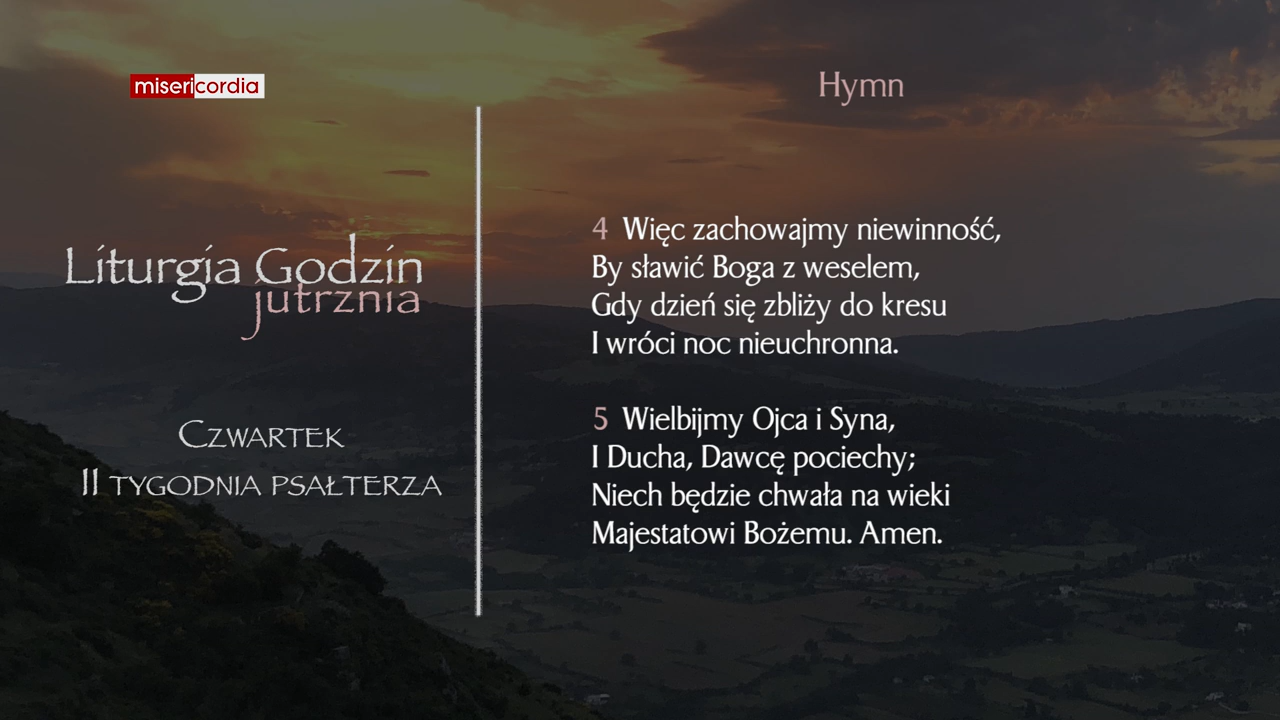 misericordia
Liturgia Godzin
jutrznia
Czwartek
II tygodnia psałterza
Hymn
4 Więc zachowajmy niewinność,
By sławić Boga z weselem,
Gdy dzień się zbliży do kresu
I wróci noc nieuchronna.
5 Wielbijmy Ojca i Syna,
I Ducha, Dawcę pociechy;
Niech będzie chwała na wieki
Majestatowi Bożemu. Amen.